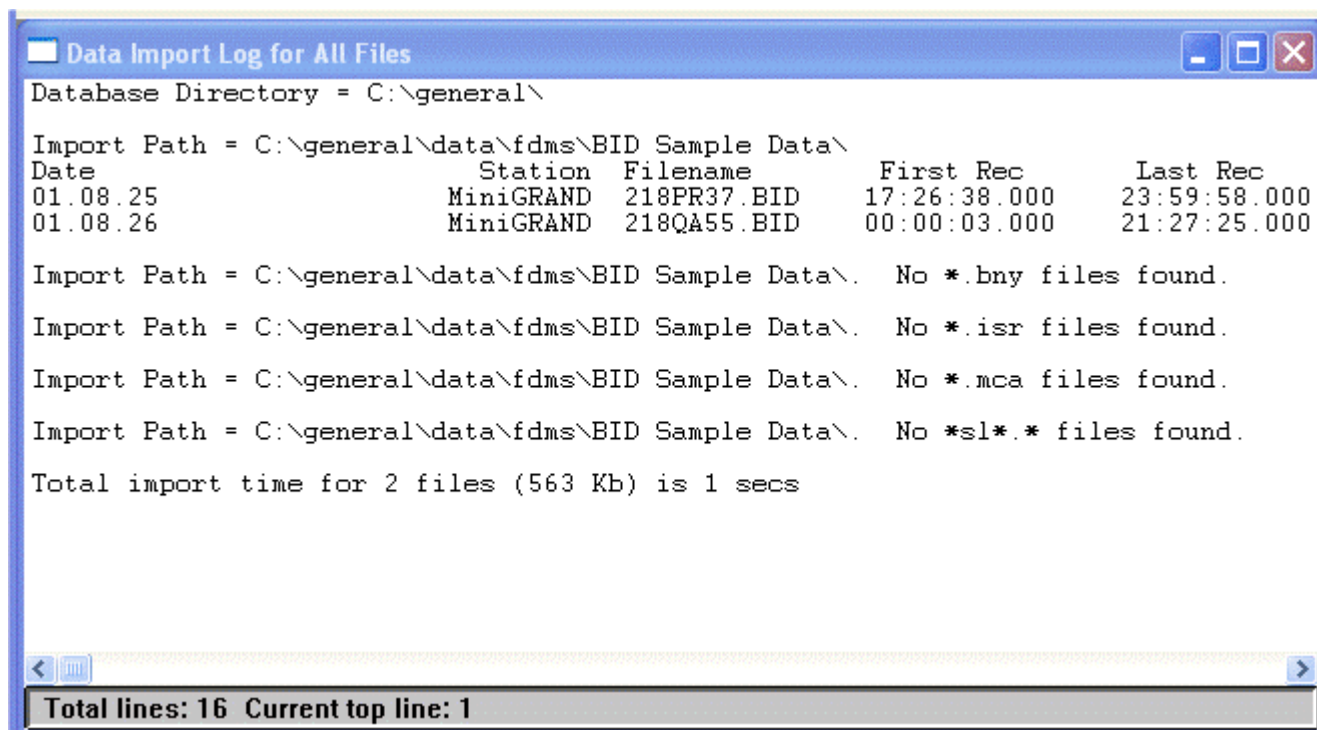 Data Import Log for All Files
Database Directory = C:\general\
Import Path = C:\general\data\fdms\BID Sample Data\
Date Station Filename First Rec Last Rec
01.08.25 MiniGRAND 218PR37.BID 17:26:38.000 23:59:58.000
01.08.26 MiniGRAND 218QA55.BID 00:00:03.000 21:27:25.000
Import Path = C:\general\data\fdms\BID Sample Data\. No *.bny files found.
Import Path = C:\general\data\fdms\BID Sample Data\. No *.isr files found.
Import Path = C:\general\data\fdms\BID Sample Data\. No *.mca files found.
Import Path = C:\general\data\fdms\BID Sample Data\. No *sl*.* files found.
Total import time for 2 files (563 Kb) is 1 secs
Total lines: 16 Current top line: 1